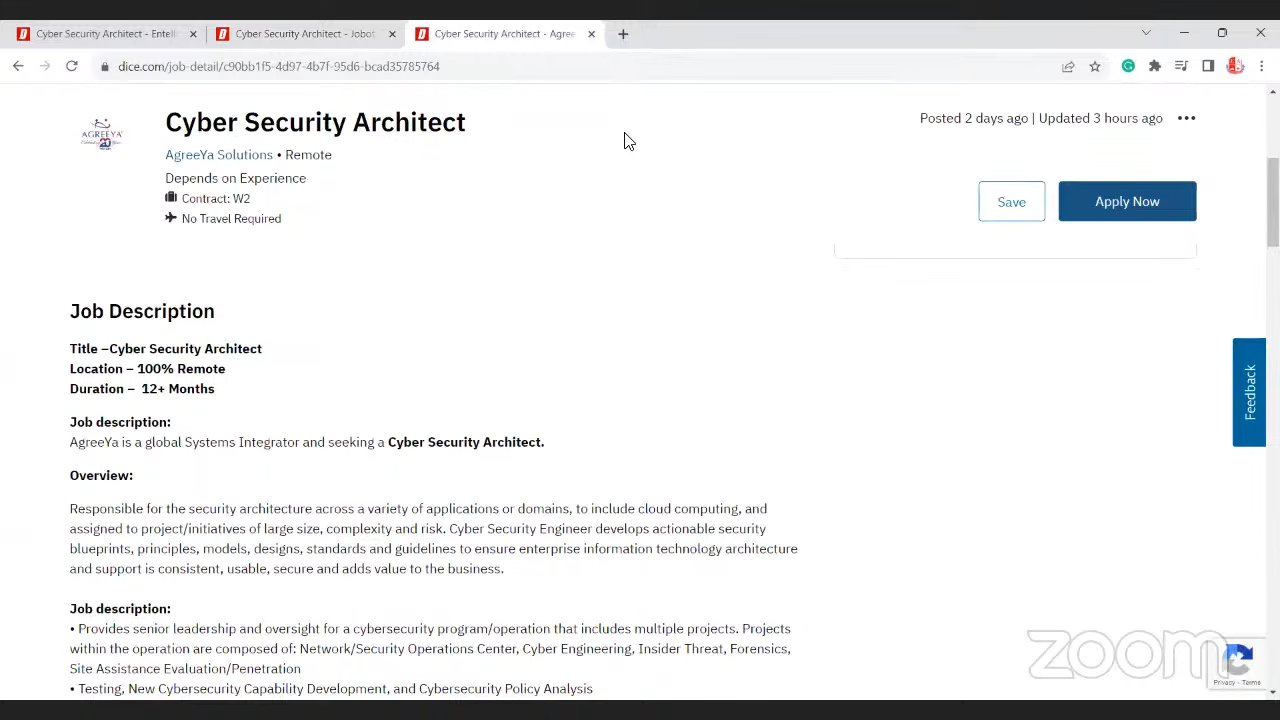 Cyber Security Architect - Entelli
Cyber Security Architect - Jobot
Cyber Security Architect - Agree
dice.com/job-detail/c90bb1f5-4d97-4b7f-95d6-bcad35785764
AGREEYA
20
Cyber Security Architect
Posted 2 days ago | Updated 3 hours ago
AgreeYa Solutions • Remote
Depends on Experience
Contract: W2
No Travel Required
Save
Apply Now
Job Description
Title –Cyber Security Architect
Location – 100% Remote
Duration – 12+ Months
Job description:
AgreeYa is a global Systems Integrator and seeking a Cyber Security Architect.
Overview:
Responsible for the security architecture across a variety of applications or domains, to include cloud computing, and
assigned to project/initiatives of large size, complexity and risk. Cyber Security Engineer develops actionable security
blueprints, principles, models, designs, standards and guidelines to ensure enterprise information technology architecture
and support is consistent, usable, secure and adds value to the business.
Job description:
• Provides senior leadership and oversight for a cybersecurity program/operation that includes multiple projects. Projects
within the operation are composed of: Network/Security Operations Center, Cyber Engineering, Insider Threat, Forensics,
Site Assistance Evaluation/Penetration
• Testing, New Cybersecurity Capability Development, and Cybersecurity Policy Analysis
Feedback
zoom
Privacy - Terms